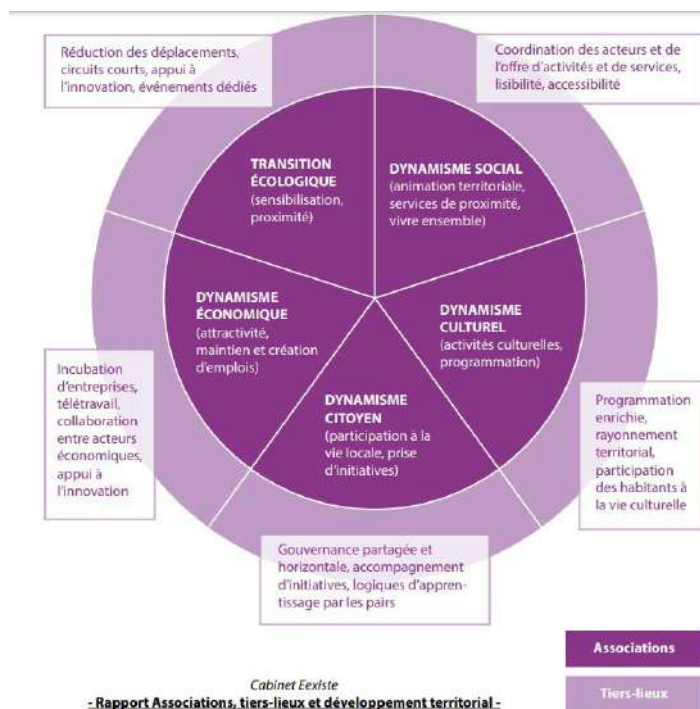 Réduction des déplacements,
circuits courts, appui à
l'innovation, événements dédiés
Coordination des acteurs et de
l'offre d'activités et de services,
lisibilité, accessibilité
TRANSITION
ÉCOLOGIQUE
(sensibilisation,
proximité)
DYNAMISME SOCIAL
(animation territoriale,
services de proximité,
vivre ensemble)
DYNAMISME
ÉCONOMIQUE
(attractivité,
maintien et création
d'emplois)
DYNAMISME
CULTUREL
(activités culturelles,
programmation)
DYNAMISME
CITOYEN
(participation à la
vie locale, prise
d'initiatives)
Incubation
d'entreprises,
télétravail,
collaboration
entre acteurs
économiques,
appui à
l'innovation
Programmation
enrichie,
rayonnement
territorial,
participation
des habitants à
la vie culturelle
Gouvernance partagée et
horizontale, accompagnement
d'initiatives, logiques d'appren-
tissage par les pairs
Associations
Tiers-lieux
Cabinet Eexiste
- Rapport Associations, tiers-lieux et développement territorial -